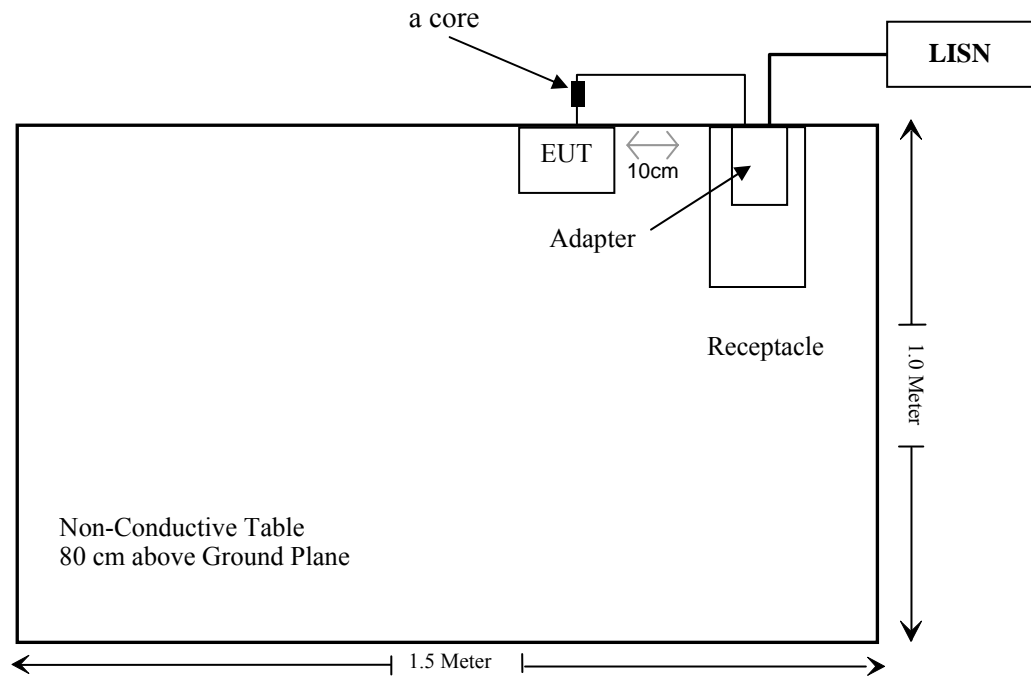 a core
LISN
EUT
10cm
Adapter
Receptacle
1.0 Meter
Non-Conductive Table
80 cm above Ground Plane
1.5 Meter